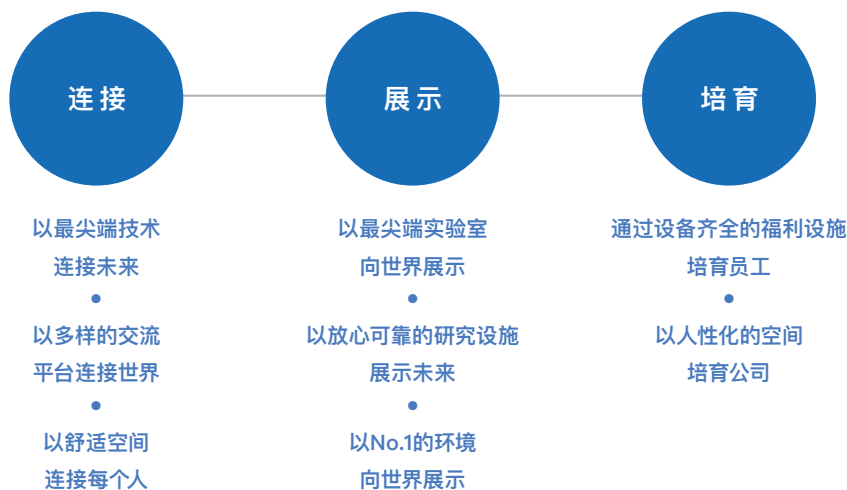 连接
展示
培育
以最尖端技术
连接未来
以多样的交流
平台连接世界
以舒适空间
连接每个人
以最尖端实验室
向世界展示
以放心可靠的研究设施
展示未来
以No.1的环境
向世界展示
通过设备齐全的福利设施
培育员工
以人性化的空间
培育公司